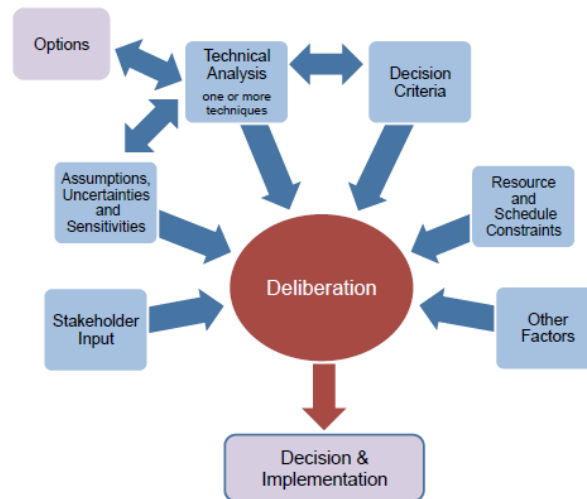 Options
Technical
Analysis
one or more
techniques
Decision
Criteria
Assumptions,
Uncertainties
and
Sensitivities
Resource
and
Schedule
Constraints
Deliberation
Stakeholder
Input
Other
Factors
Decision &
Implementation